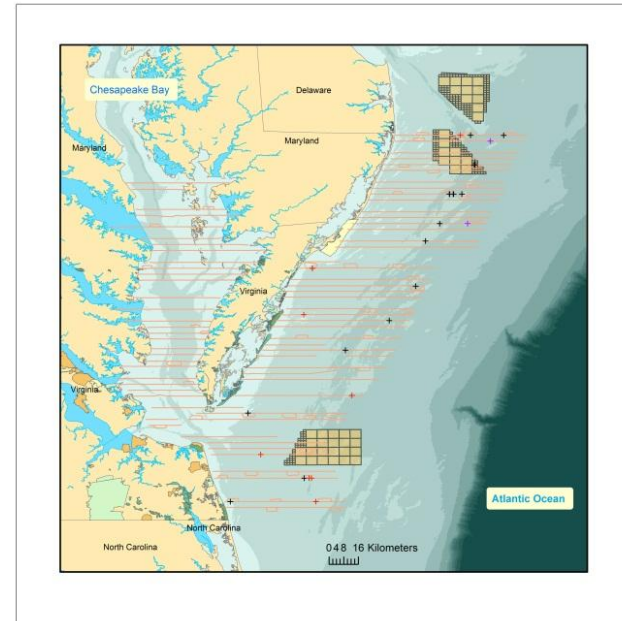 Chesapeake Bay
Delaware
Maryland
Maryland
Virginia
Virginia
Atlantic Ocean
North Carolina
North Carolina
0 4 8 16 Kilometers